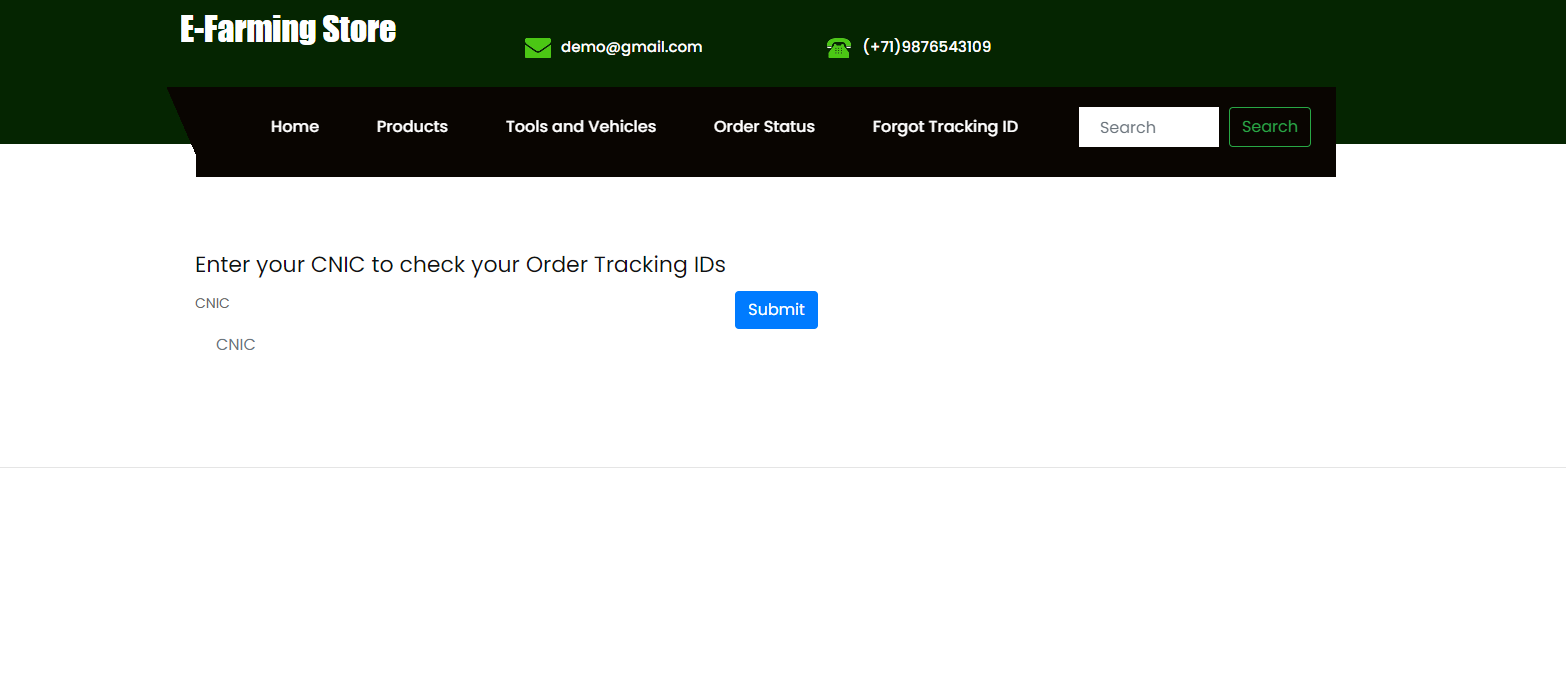 E-Farming Store
demo@gmail.com (+71)9876543109
Home Products Tools and Vehicles Order Status Forgot Tracking ID Search Search
Enter your CNIC to check your Order Tracking IDs
CNIC Submit
CNIC